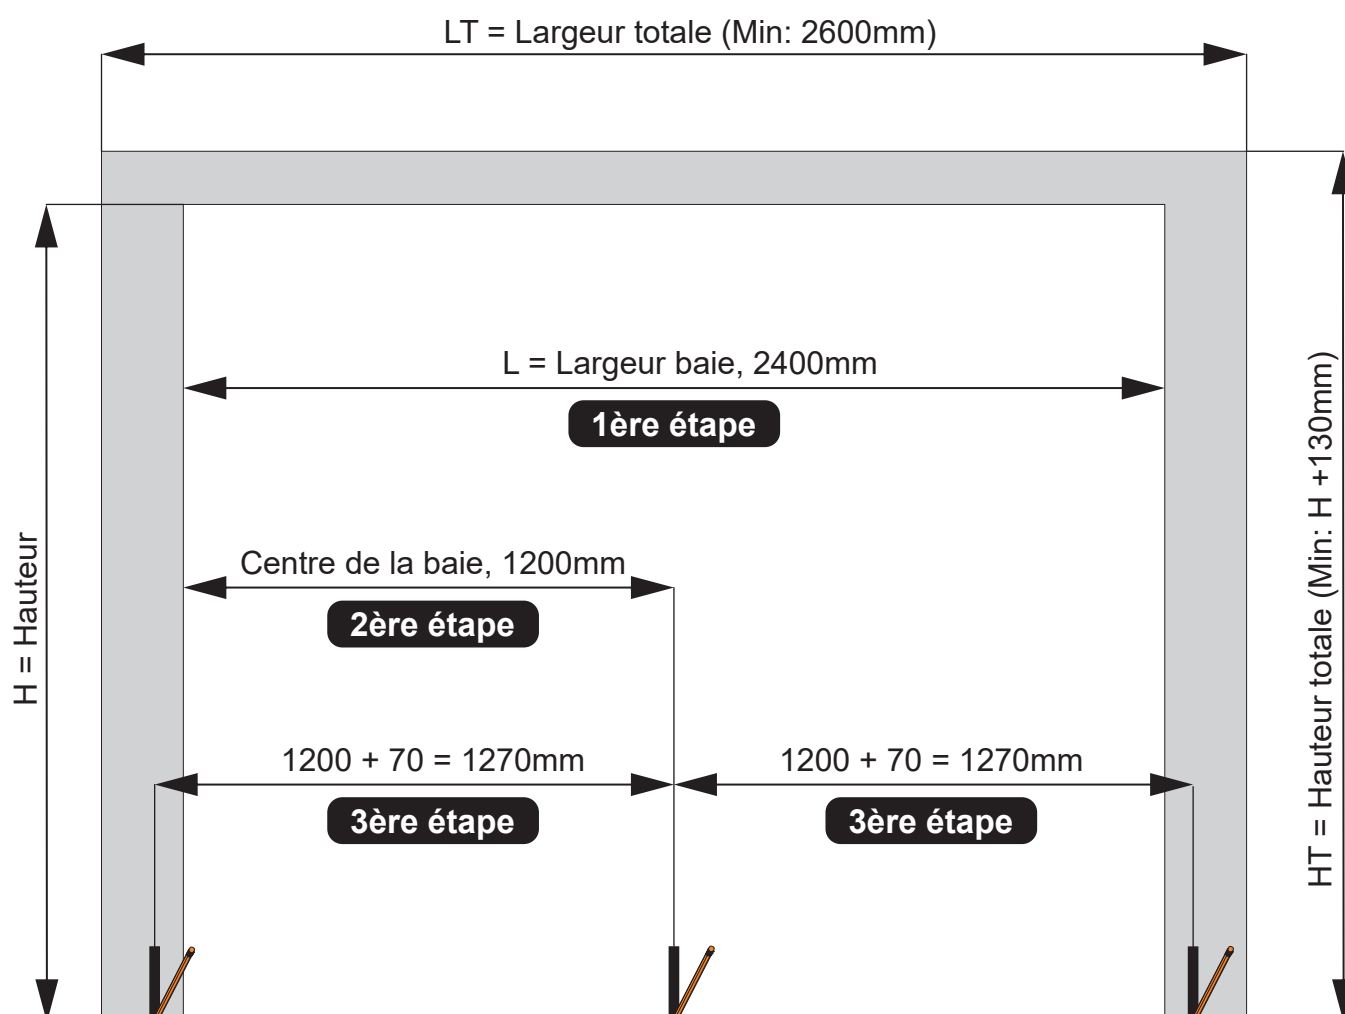 LT = Largeur totale (Min: 2600mm)
L = Largeur baie, 2400mm
1ère étape
H = Hauteur
HT = Hauteur totale (Min: H +130mm)
Centre de la baie, 1200mm
2ère étape
1200 + 70 = 1270mm
1200 + 70 = 1270mm
3ère étape
3ère étape